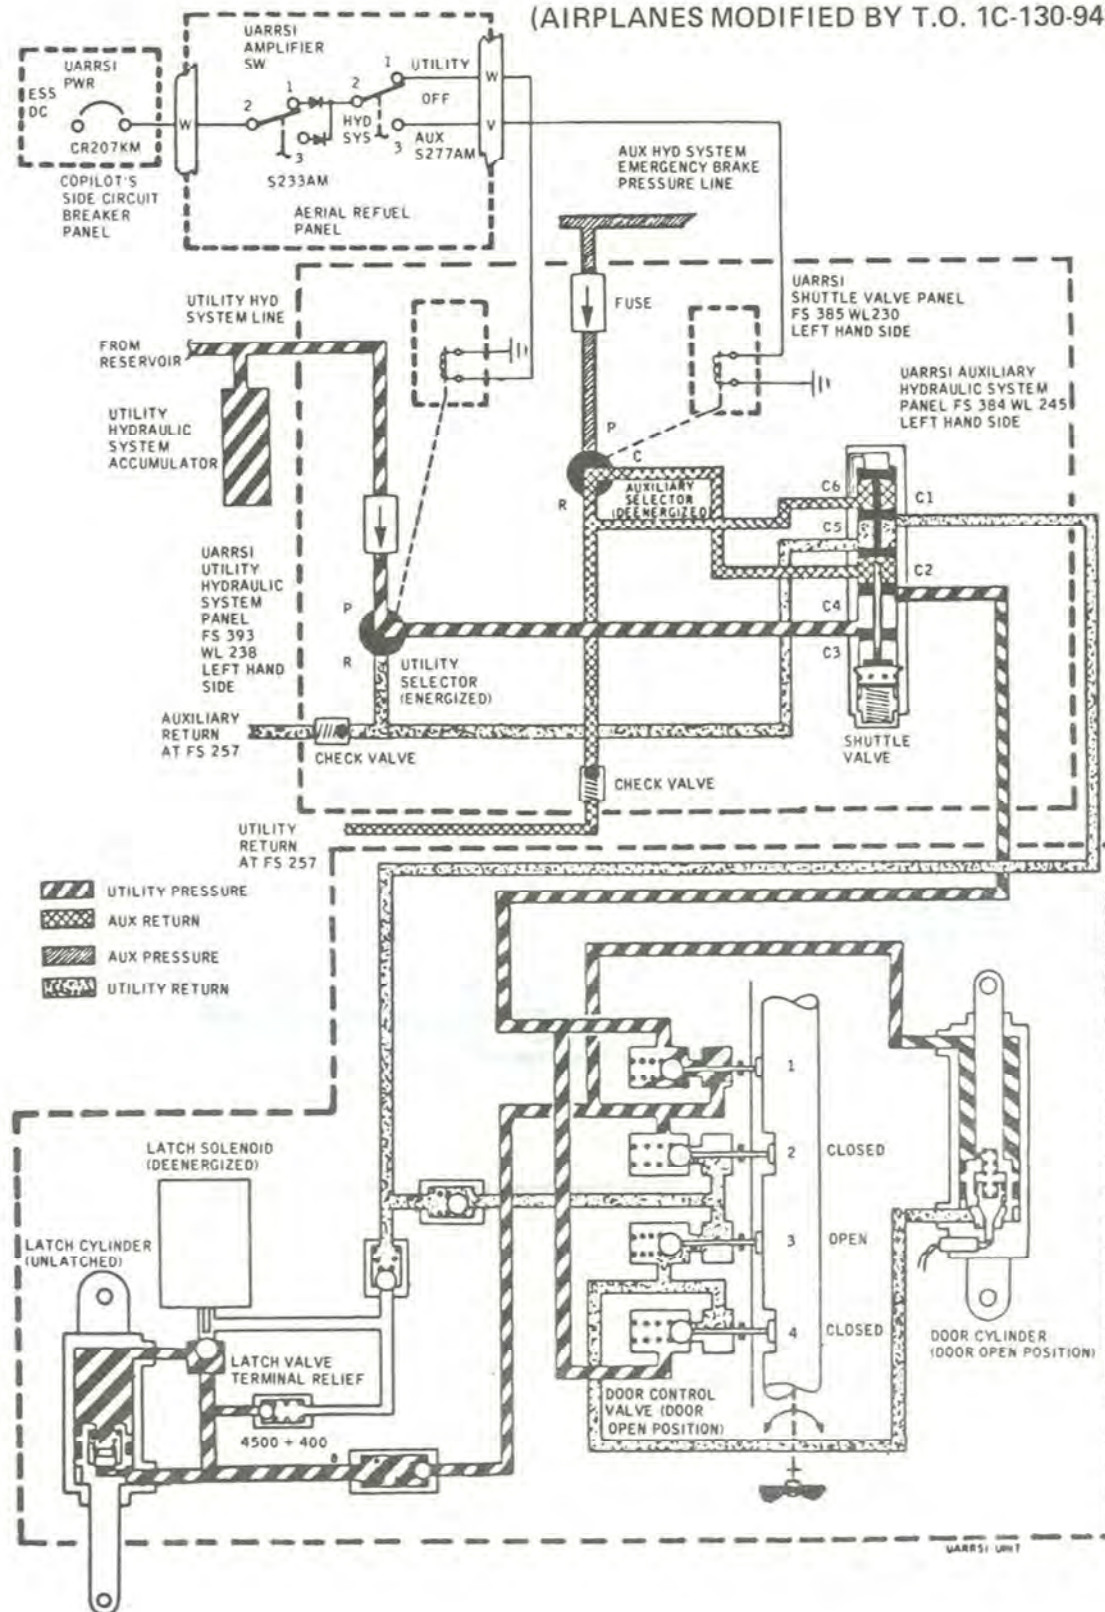 (AIRPLANES MODIFIED BY T.O. 1C-130-94
UARRSI
PWR
ESS
DC
CR207KM
COPILOT'S
SIDE CIRCUIT
BREAKER
PANEL
W
UARRSI
AMPLIFIER
SW
2
1
3
S233AM
2
HYD
SYS
1
UTILITY
OFF
3
AUX
S277AM
W
V
AERIAL REFUEL
PANEL
AUX HYD SYSTEM
EMERGENCY BRAKE
PRESSURE LINE
UTILITY HYD
SYSTEM LINE
FROM
RESERVOIR
FUSE
UARRSI
SHUTTLE VALVE PANEL
FS 385 WL230
LEFT HAND SIDE
UARRSI AUXILIARY
HYDRAULIC SYSTEM
PANEL FS 384 WL 245
LEFT HAND SIDE
UTILITY
HYDRAULIC
SYSTEM
ACCUMULATOR
P
C
R
AUXILIARY
SELECTOR
(DEENERGIZED)
C6
C1
C5
C2
C4
C3
UARRSI
UTILITY
HYDRAULIC
SYSTEM
PANEL
FS 393
WL 238
LEFT HAND
SIDE
P
R
UTILITY
SELECTOR
(ENERGIZED)
AUXILIARY
RETURN
AT FS 257
CHECK VALVE
SHUTTLE
VALVE
CHECK VALVE
UTILITY
RETURN
AT FS 257
UTILITY PRESSURE
AUX RETURN
AUX PRESSURE
UTILITY RETURN
1
2 CLOSED
3 OPEN
4 CLOSED
LATCH SOLENOID
(DEENERGIZED)
LATCH CYLINDER
(UNLATCHED)
LATCH VALVE
TERMINAL RELIEF
4500 + 400
8
DOOR CONTROL
VALVE (DOOR
OPEN POSITION)
DOOR CYLINDER
(DOOR OPEN POSITION)
UARRSI UNIT